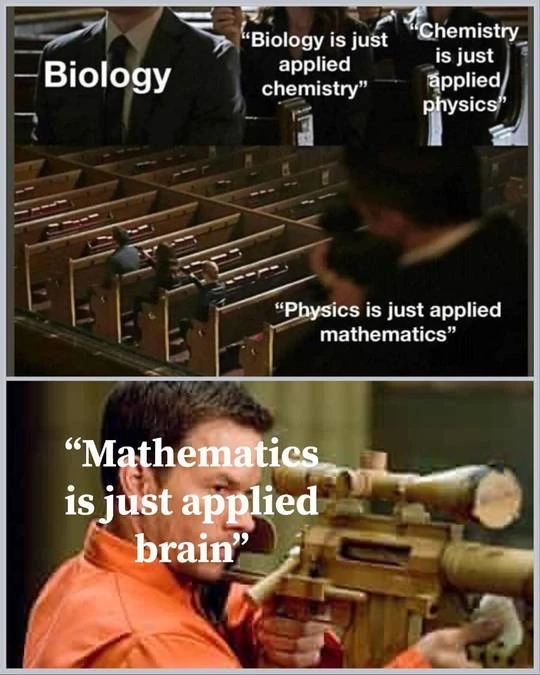 Biology
“Biology is just
applied
chemistry”
“Chemistry
is just
applied
physics”
“Physics is just applied
mathematics”
“Mathematics
is just applied
brain”